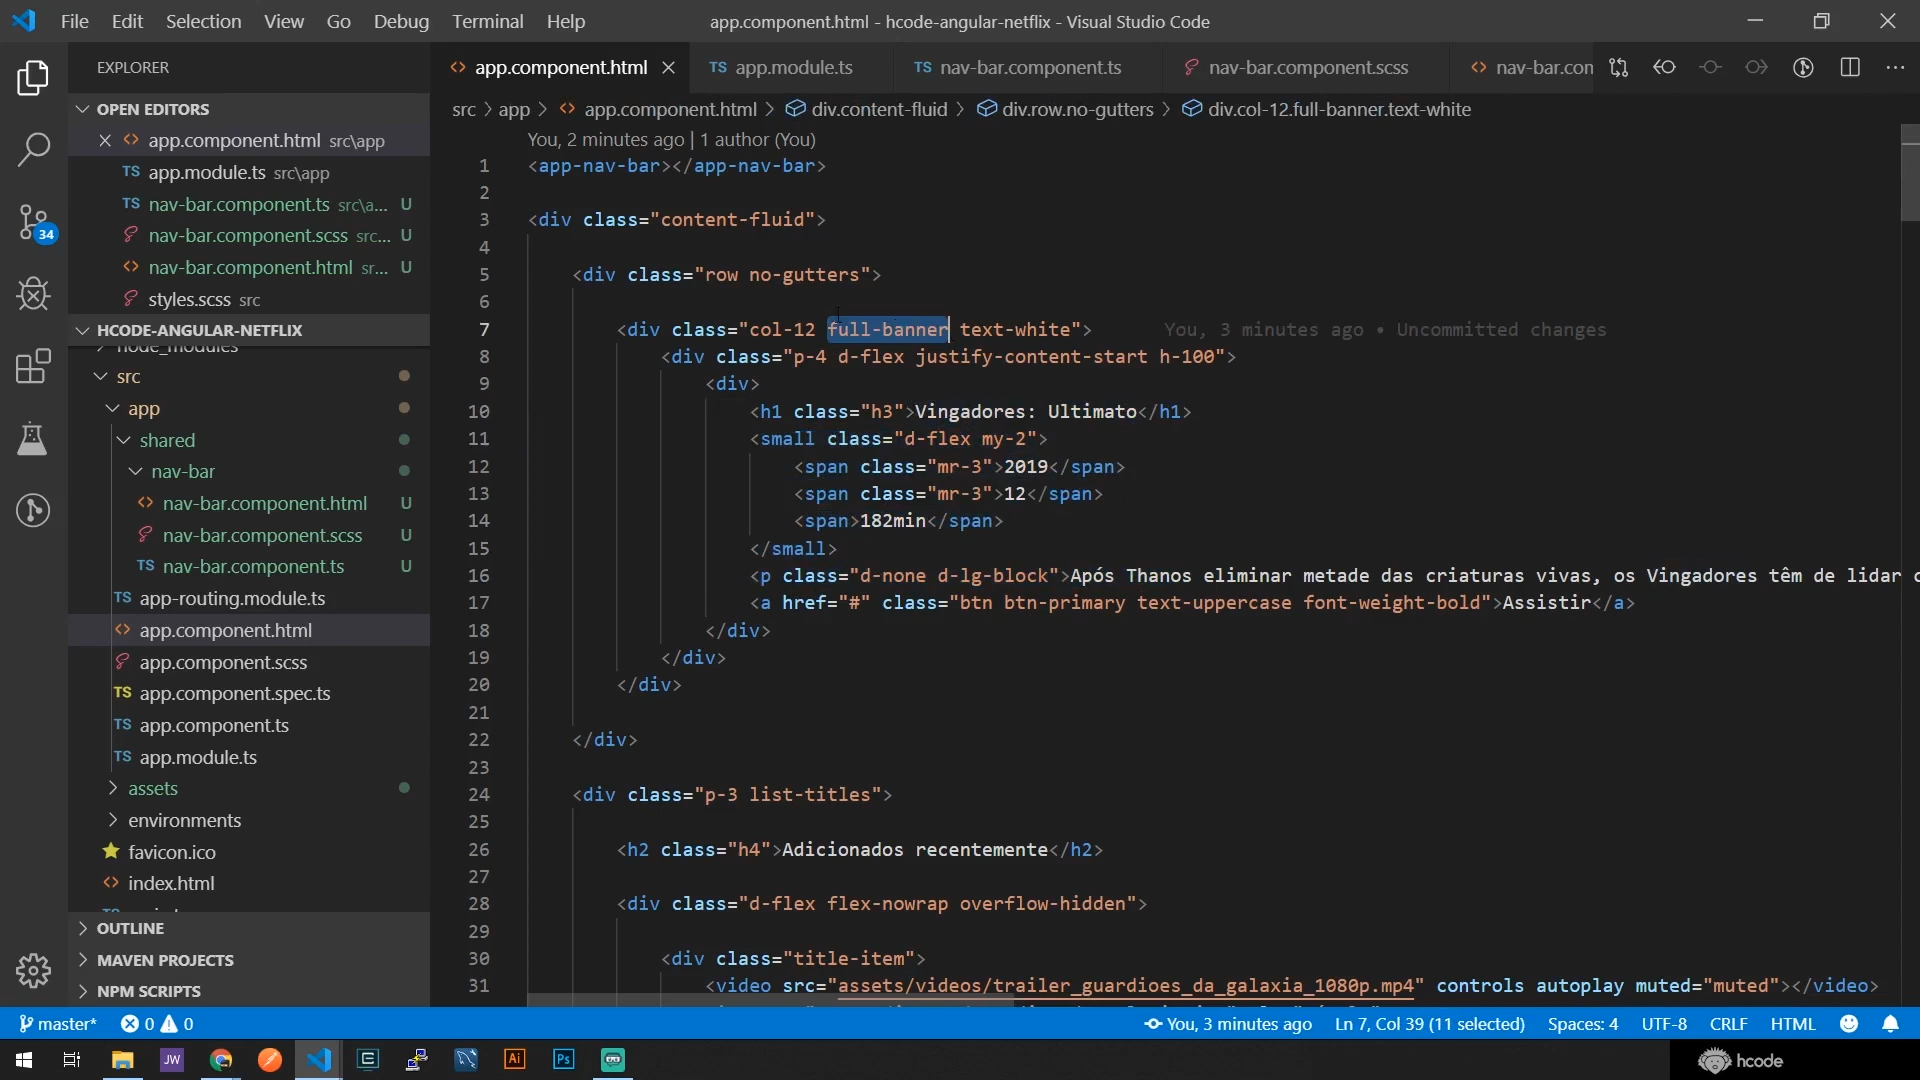 File Edit Selection View Go Debug Terminal Help
app.component.html - hcode-angular-netflix - Visual Studio Code
EXPLORER
OPEN EDITORS
app.component.html src\app
TS app.module.ts src\app
TS nav-bar.component.ts src\a... U
nav-bar.component.scss src... U
nav-bar.component.html sr... U
styles.scss src
HCODE-ANGULAR-NETFLIX
node_modules
src
app
shared
nav-bar
nav-bar.component.html U
nav-bar.component.scss U
TS nav-bar.component.ts U
TS app-routing.module.ts
app.component.html
app.component.scss
TS app.component.spec.ts
TS app.component.ts
TS app.module.ts
assets
environments
favicon.ico
index.html
OUTLINE
MAVEN PROJECTS
NPM SCRIPTS
34
app.component.html TS app.module.ts TS nav-bar.component.ts nav-bar.component.scss nav-bar.con
src > app > app.component.html > div.content-fluid > div.row.no-gutters > div.col-12.full-banner.text-white
You, 2 minutes ago | 1 author (You)
1 <app-nav-bar></app-nav-bar>
2
3 <div class="content-fluid">
4
5 <div class="row no-gutters">
6
7 <div class="col-12 full-banner text-white"> You, 3 minutes ago • Uncommitted changes
8 <div class="p-4 d-flex justify-content-start h-100">
9 <div>
10 <h1 class="h3">Vingadores: Ultimato</h1>
11 <small class="d-flex my-2">
12 <span class="mr-3">2019</span>
13 <span class="mr-3">12</span>
14 <span>182min</span>
15 </small>
16 <p class="d-none d-lg-block">Após Thanos eliminar metade das criaturas vivas, os Vingadores têm de lidar
17 <a href="#" class="btn btn-primary text-uppercase font-weight-bold">Assistir</a>
18 </div>
19 </div>
20 </div>
21
22 </div>
23
24 <div class="p-3 list-titles">
25
26 <h2 class="h4">Adicionados recentemente</h2>
27
28 <div class="d-flex flex-nowrap overflow-hidden">
29
30 <div class="title-item">
31 <video src="assets/videos/trailer_guardioes_da_galaxia_1080p.mp4" controls autoplay muted="muted"></video>
master* 0 0 You, 3 minutes ago Ln 7, Col 39 (11 selected) Spaces: 4 UTF-8 CRLF HTML
JW Ai Ps hcode